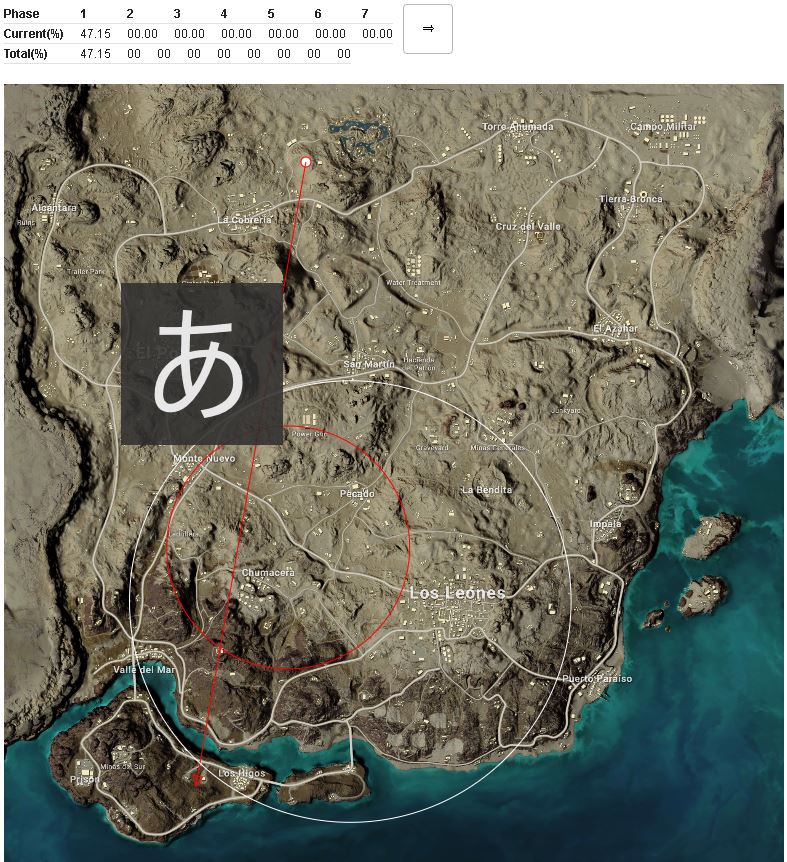 Phase 1 2 3 4 5 6 7
Current(%) 47.15 00.00 00.00 00.00 00.00 00.00 00.00
Total(%) 47.15 00 00 00 00 00 00
⇒
Torre Ahumada
Campo Militar
Alcantara
Ruins
La Cobreria
Tierra Bronca
Cruz del Valle
Trailer Park
Water Treatment
El Azahar
あ
San Martin
Hacienda
del Patron
Junkyard
Power Grid
Graveyard
Minas Generales
Monte Nuevo
Pecado
La Bendita
Ladrillera
Impala
Chumacera
Los Leones
Valle del Mar
Puerto Paraiso
Minas del Sur
Prison
Los Higos